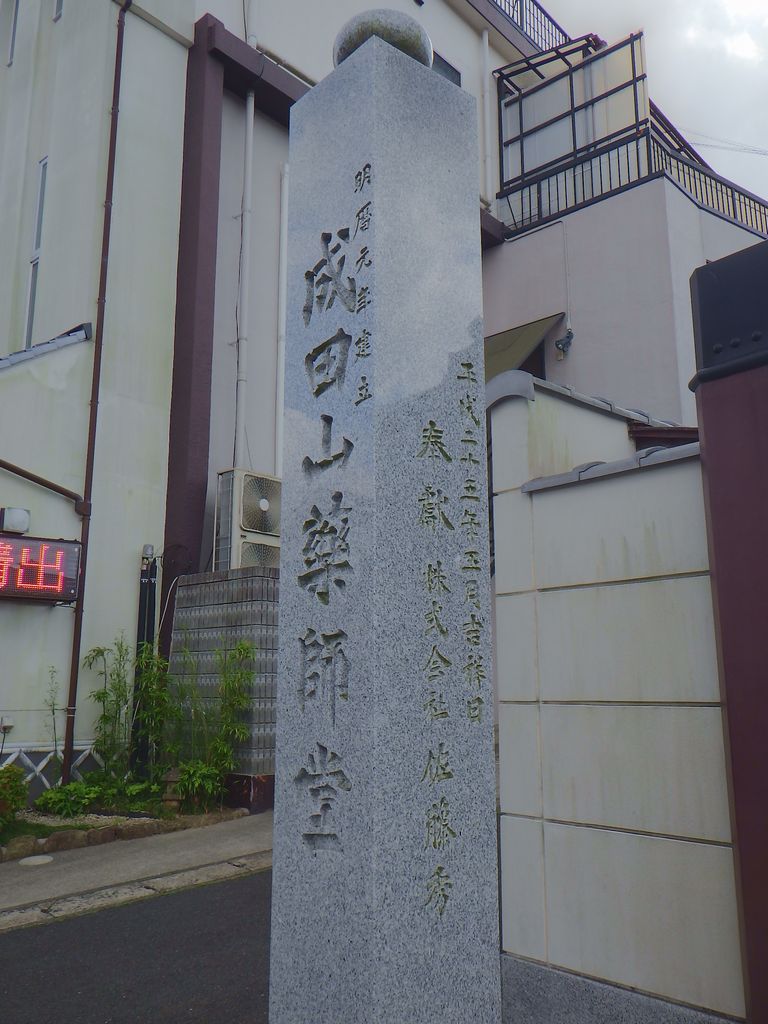 明暦元年建立
成田山薬師堂
平成二十五年五月吉祥日
奉献 株式会社 佐藤秀
出